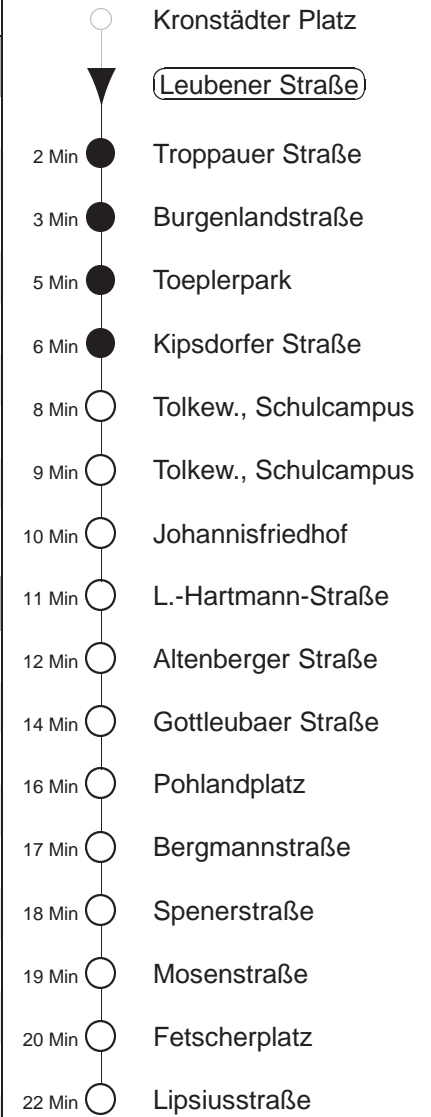 Kronstädter Platz
Leubener Straße
2 Min Troppauer Straße
3 Min Burgenlandstraße
5 Min Toeplerpark
6 Min Kipsdorfer Straße
8 Min Tolkew., Schulcampus
9 Min Tolkew., Schulcampus
10 Min Johannisfriedhof
11 Min L.-Hartmann-Straße
12 Min Altenberger Straße
14 Min Gottleubaer Straße
16 Min Pohlandplatz
17 Min Bergmannstraße
18 Min Spenerstraße
19 Min Mosenstraße
20 Min Fetscherplatz
22 Min Lipsiusstraße